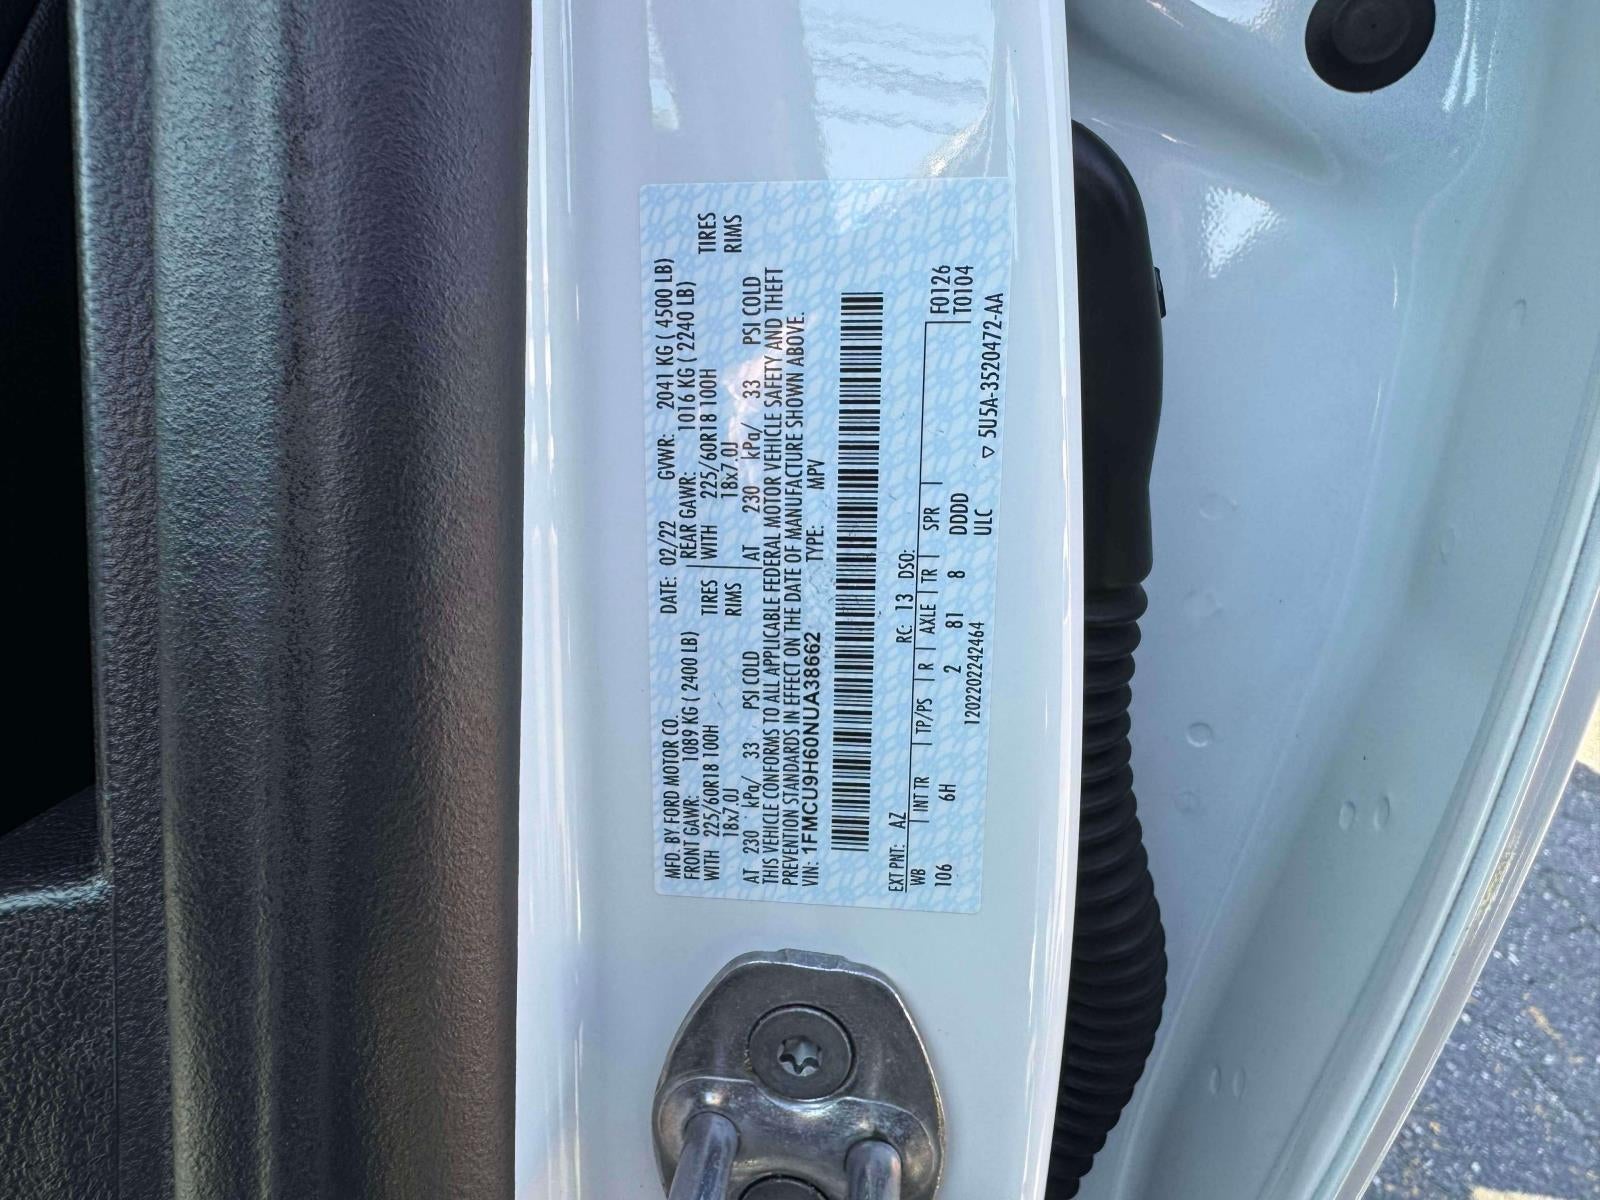 MFD. BY FORD MOTOR CO. DATE: 02/22 GVWR: 2041 KG ( 4500 LB)
FRONT GAWR: 1089 KG ( 2400 LB) REAR GAWR: 1016 KG ( 2240 LB)
WITH 225/60R18 100H TIRES WITH 225/60R18 100H TIRES
18x7.0J RIMS 18x7.0J RIMS
AT 230 kPa/ 33 PSI COLD AT 230 kPa/ 33 PSI COLD
THIS VEHICLE CONFORMS TO ALL APPLICABLE FEDERAL MOTOR VEHICLE SAFETY AND THEFT
PREVENTION STANDARDS IN EFFECT ON THE DATE OF MANUFACTURE SHOWN ABOVE.
VIN: 1FMCU9H60NUA38662 TYPE: MPV
EXT PNT: AZ RC: 13 DSO:
WB | INT TR | TP/PS | R | AXLE | TR | SPR | F0126
106 6H 2 81 8 DDDD T0104
1202202242464 ULC
▽ 5U5A-3520472-AA